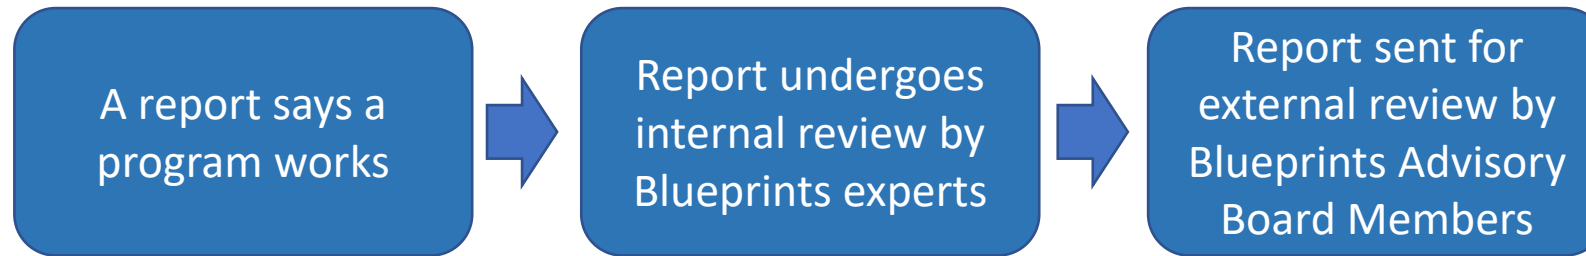 A report says a
program works
Report undergoes
internal review by
Blueprints experts
Report sent for
external review by
Blueprints Advisory
Board Members